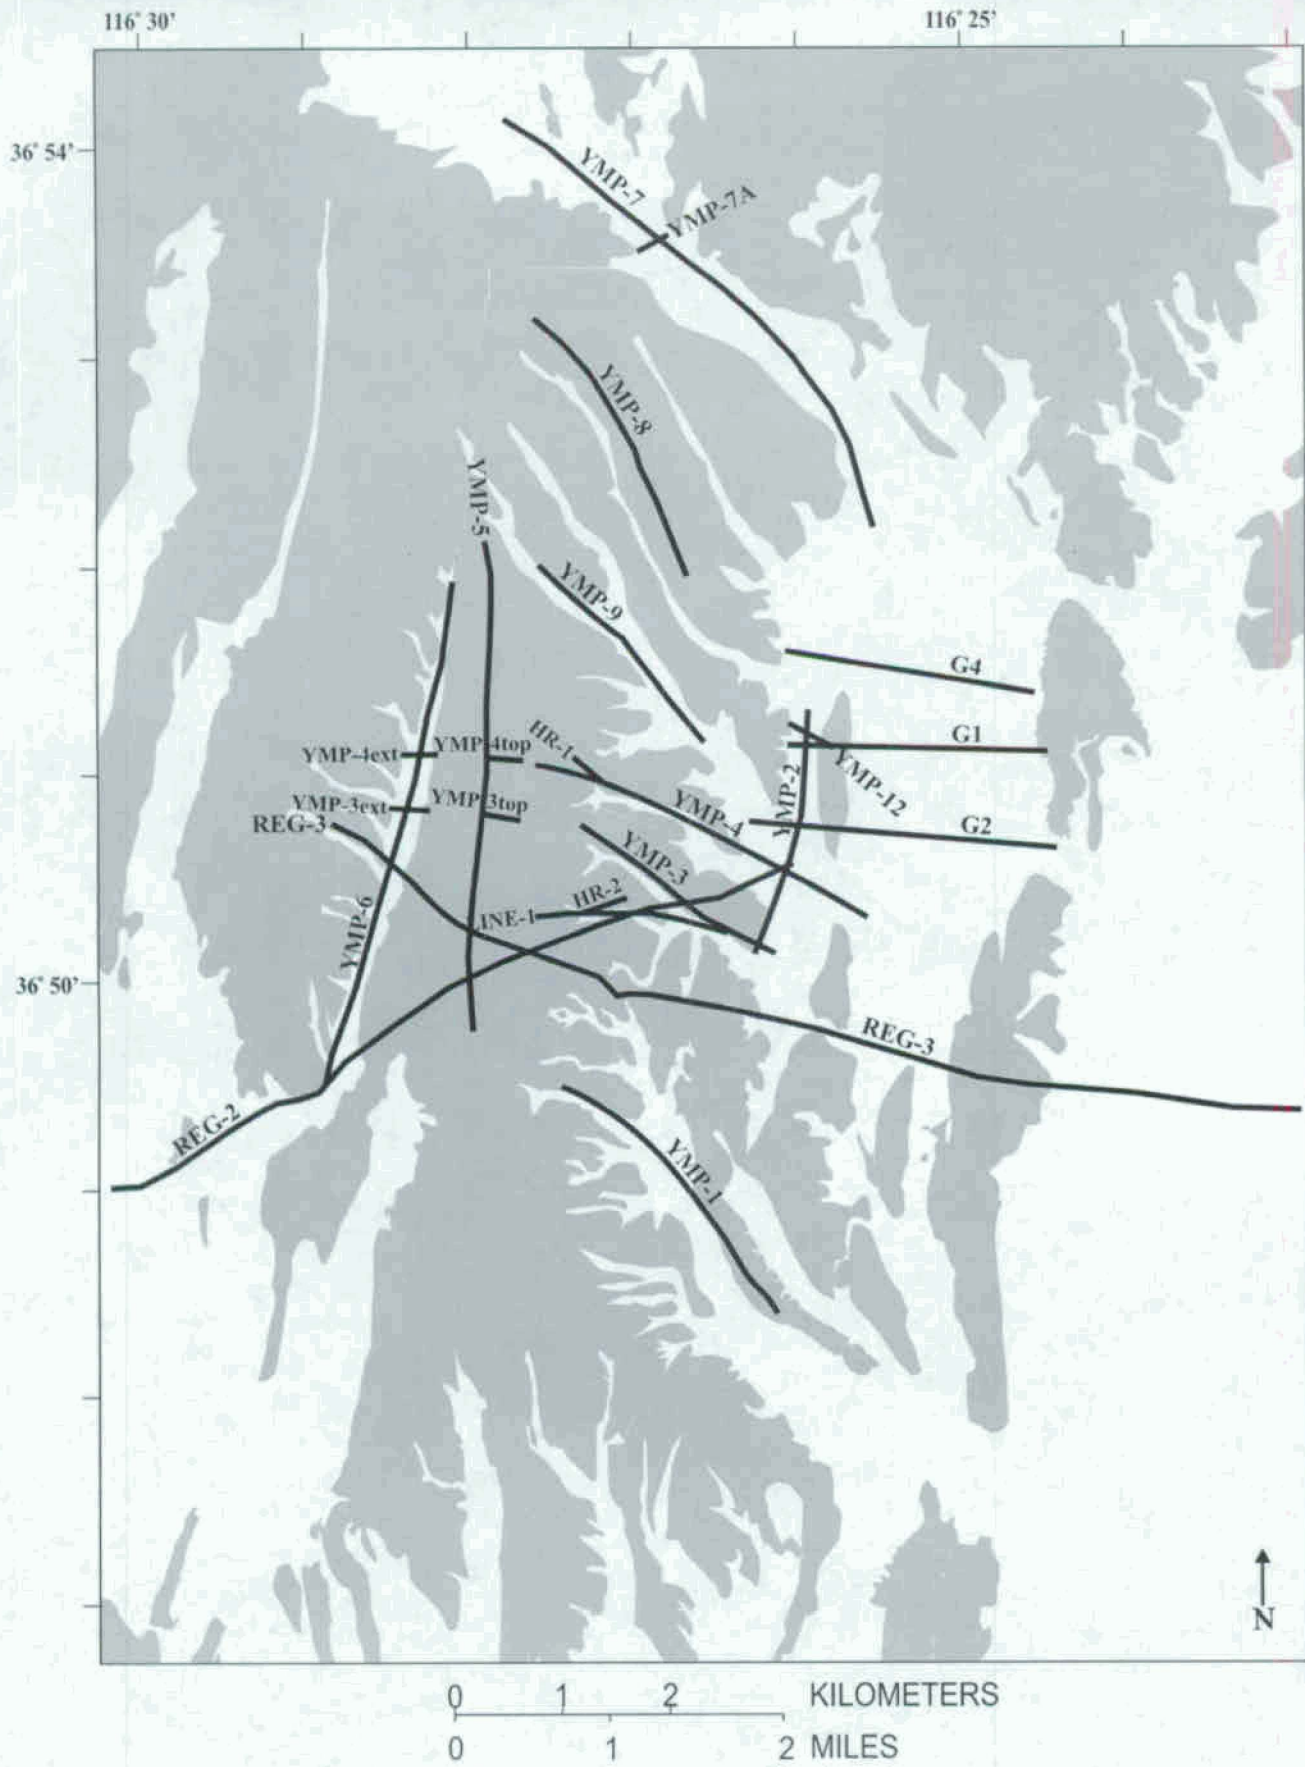 116° 30'
116° 25'
36° 54'
YMP-7
YMP-7A
YMP-8
YMP-5
YMP-9
G4
G1
HR-1
YMP-4top
YMP-4ext
YMP-12
YMP-2
YMP-3top
YMP-3ext
YMP-4
G2
REG-3
YMP-3
HR-2
INE-1
YMP-6
36° 50'
REG-3
REG-2
YMP-1
N
0 1 2 KILOMETERS
0 1 2 MILES